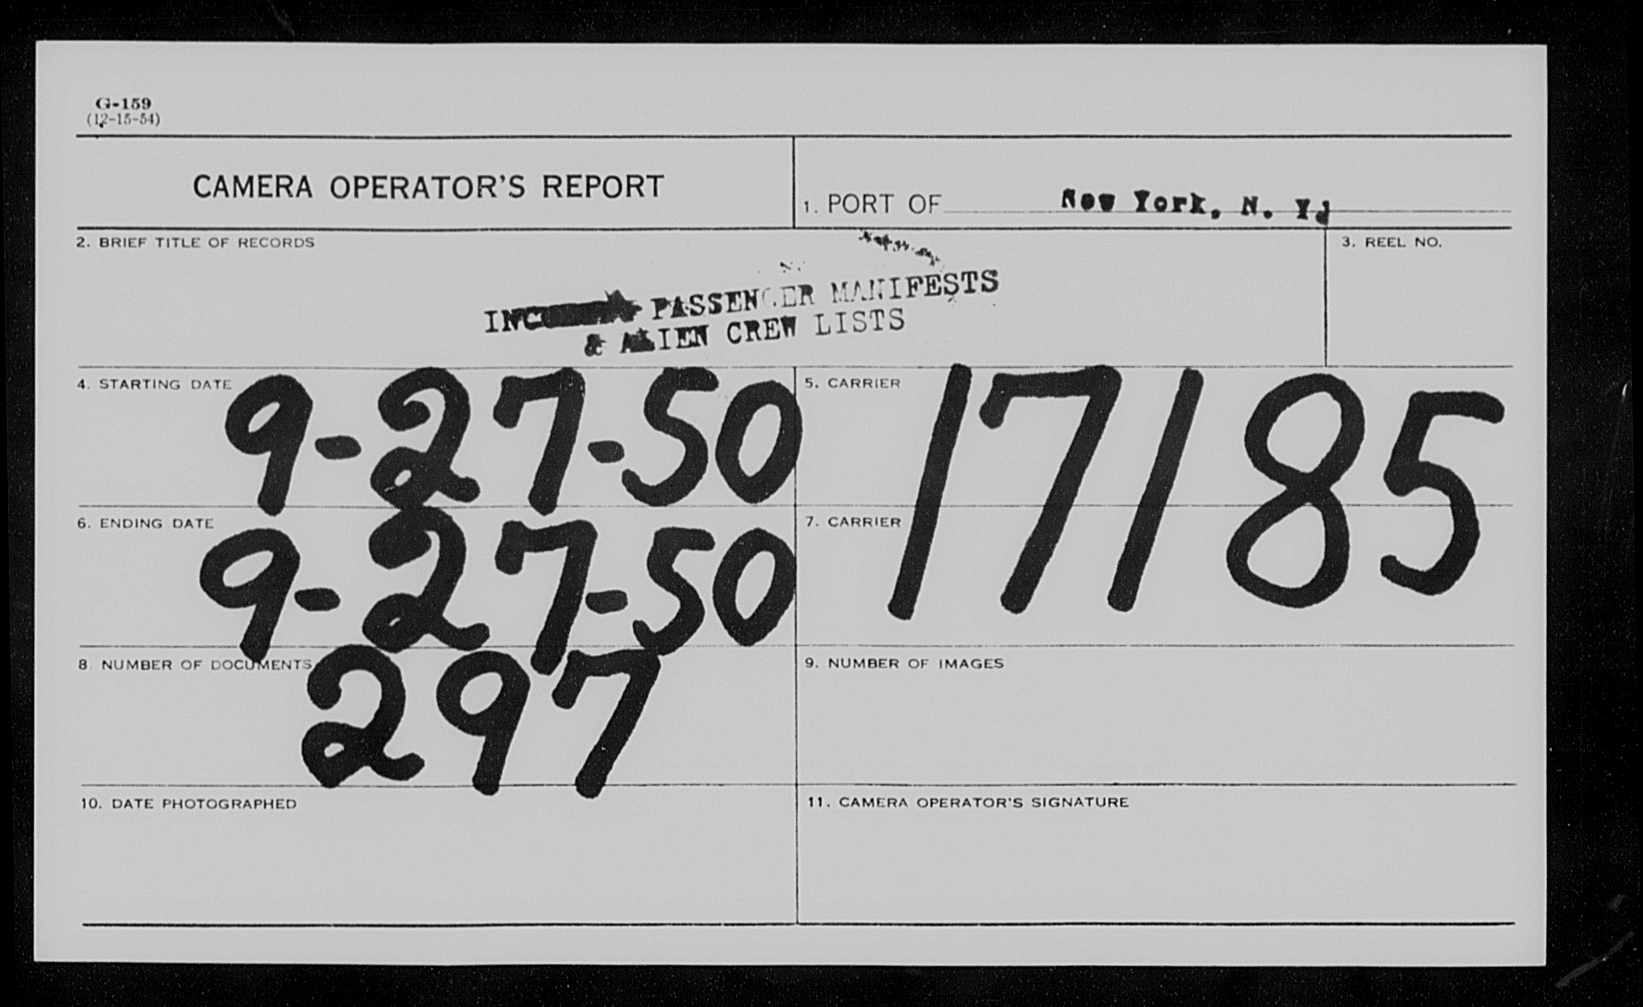 G-159
(12-15-54)
CAMERA OPERATOR'S REPORT
1. PORT OF New York, N. Y.
2. BRIEF TITLE OF RECORDS
3. REEL NO.
PASSENGER MANIFESTS
& ALIEN CREW LISTS
4. STARTING DATE 9-27-50
5. CARRIER 17185
6. ENDING DATE 9-27-50
7. CARRIER
8. NUMBER OF DOCUMENTS 297
9. NUMBER OF IMAGES
10. DATE PHOTOGRAPHED
11. CAMERA OPERATOR'S SIGNATURE